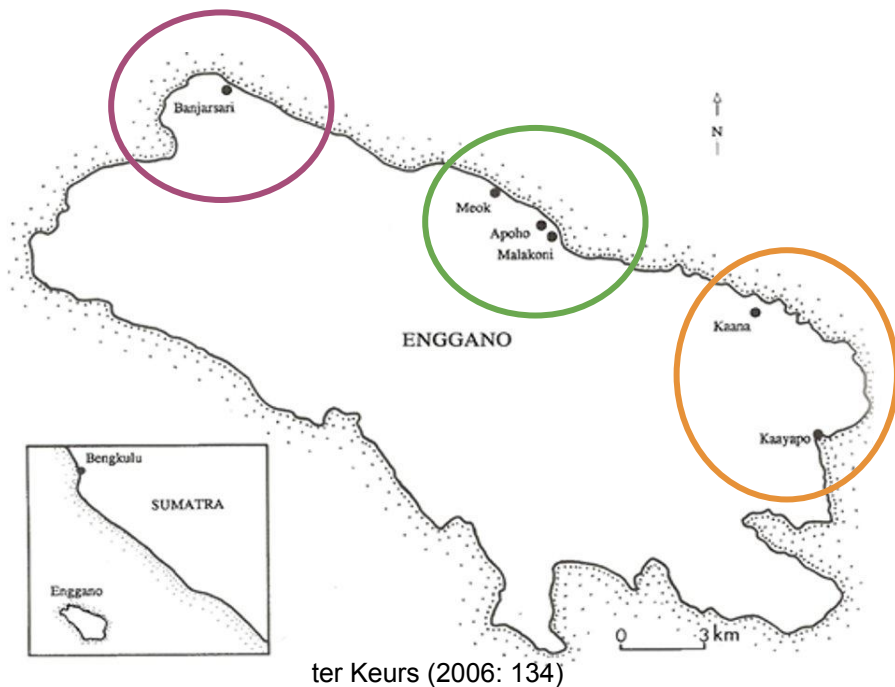 Banjarsari
N
Meok
Apoho
Malakoni
Kaana
ENGGANO
Kaayapo
Bengkulu
SUMATRA
Enggano
0 3 km
ter Keurs (2006: 134)